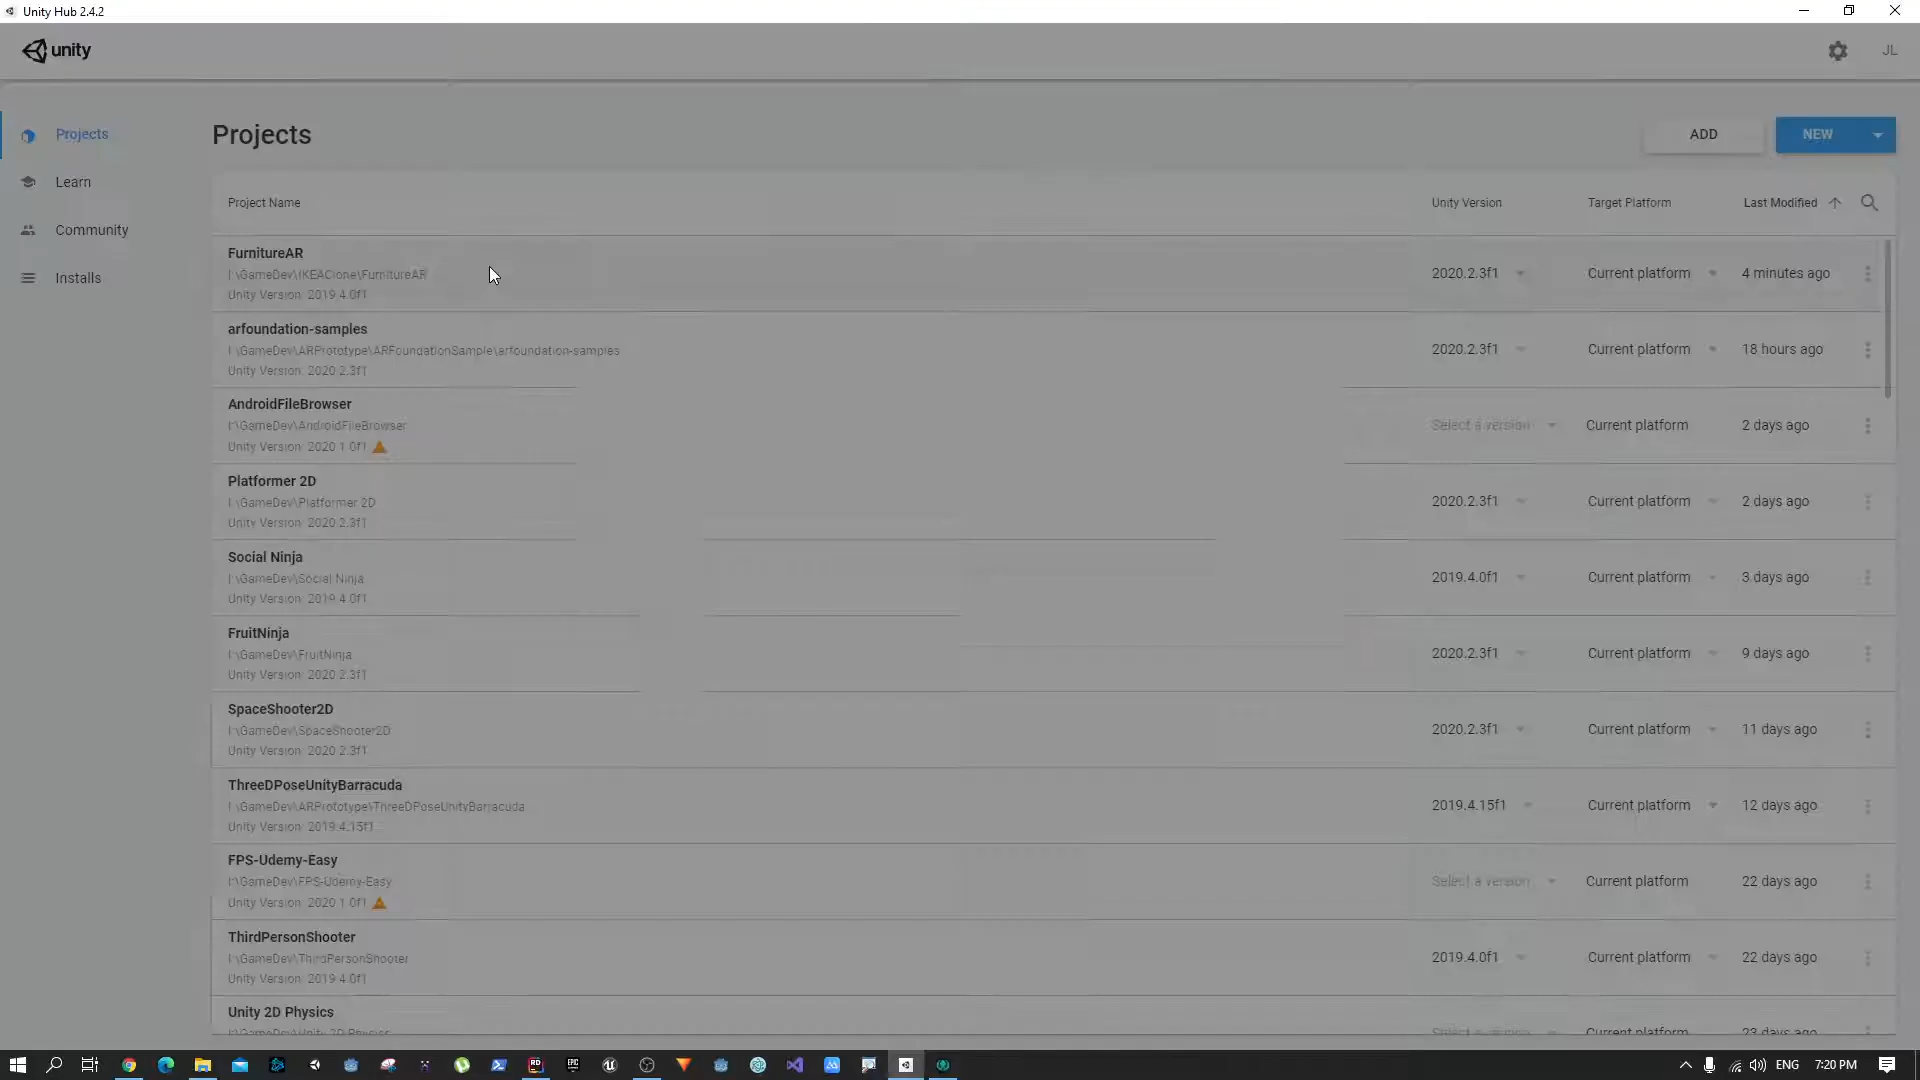 Unity Hub 2.4.2
unity
JL
Projects
Learn
Community
Installs
Projects
ADD
NEW
Project Name
Unity Version
Target Platform
Last Modified
FurnitureAR
I:\GameDev\IKEAClone\FurnitureAR
Unity Version: 2019.4.0f1
2020.2.3f1
Current platform
4 minutes ago
arfoundation-samples
I:\GameDev\ARPrototype\ARFoundationSample\arfoundation-samples
Unity Version: 2020.2.3f1
2020.2.3f1
Current platform
18 hours ago
AndroidFileBrowser
I:\GameDev\AndroidFileBrowser
Unity Version: 2020.1.0f1
Select a version
Current platform
2 days ago
Platformer 2D
I:\GameDev\Platformer 2D
Unity Version: 2020.2.3f1
2020.2.3f1
Current platform
2 days ago
Social Ninja
I:\GameDev\Social Ninja
Unity Version: 2019.4.0f1
2019.4.0f1
Current platform
3 days ago
FruitNinja
I:\GameDev\FruitNinja
Unity Version: 2020.2.3f1
2020.2.3f1
Current platform
9 days ago
SpaceShooter2D
I:\GameDev\SpaceShooter2D
Unity Version: 2020.2.3f1
2020.2.3f1
Current platform
11 days ago
ThreeDPoseUnityBarracuda
I:\GameDev\ARPrototype\ThreeDPoseUnityBarracuda
Unity Version: 2019.4.15f1
2019.4.15f1
Current platform
12 days ago
FPS-Udemy-Easy
I:\GameDev\FPS-Udemy-Easy
Unity Version: 2020.1.0f1
Select a version
Current platform
22 days ago
ThirdPersonShooter
I:\GameDev\ThirdPersonShooter
Unity Version: 2019.4.0f1
2019.4.0f1
Current platform
22 days ago
Unity 2D Physics
I:\GameDev\Unity 2D Physics
Select a version
Current platform
23 days ago
ENG
7:20 PM